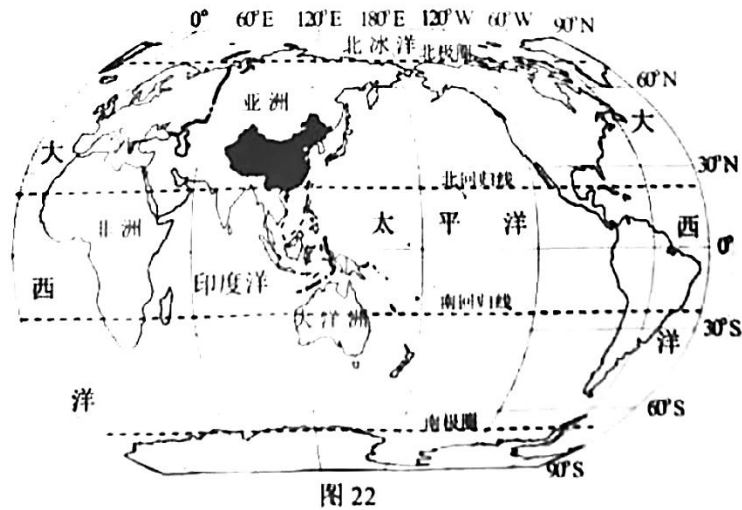 0° 60°E 120°E 180°E 120°W 60°W 90°N
北冰洋 北极圈
60°N
亚洲
大 大
30°N
北回归线
非洲 太平洋 西
0°
西 印度洋
南回归线
大洋洲
30°S
洋
洋
60°S
南极圈
90°S
图 22